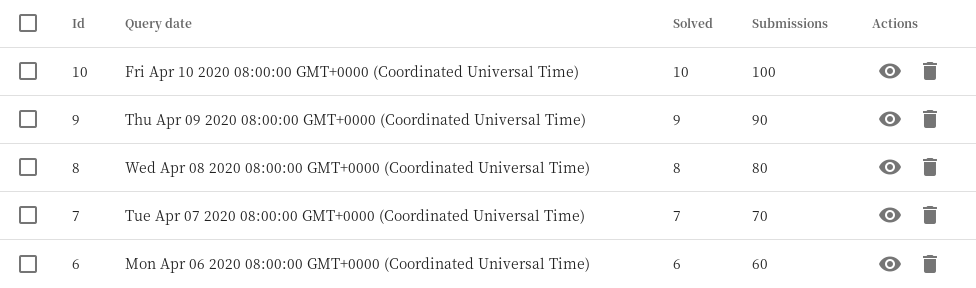 Id Query date Solved Submissions Actions
10 Fri Apr 10 2020 08:00:00 GMT+0000 (Coordinated Universal Time) 10 100
9 Thu Apr 09 2020 08:00:00 GMT+0000 (Coordinated Universal Time) 9 90
8 Wed Apr 08 2020 08:00:00 GMT+0000 (Coordinated Universal Time) 8 80
7 Tue Apr 07 2020 08:00:00 GMT+0000 (Coordinated Universal Time) 7 70
6 Mon Apr 06 2020 08:00:00 GMT+0000 (Coordinated Universal Time) 6 60